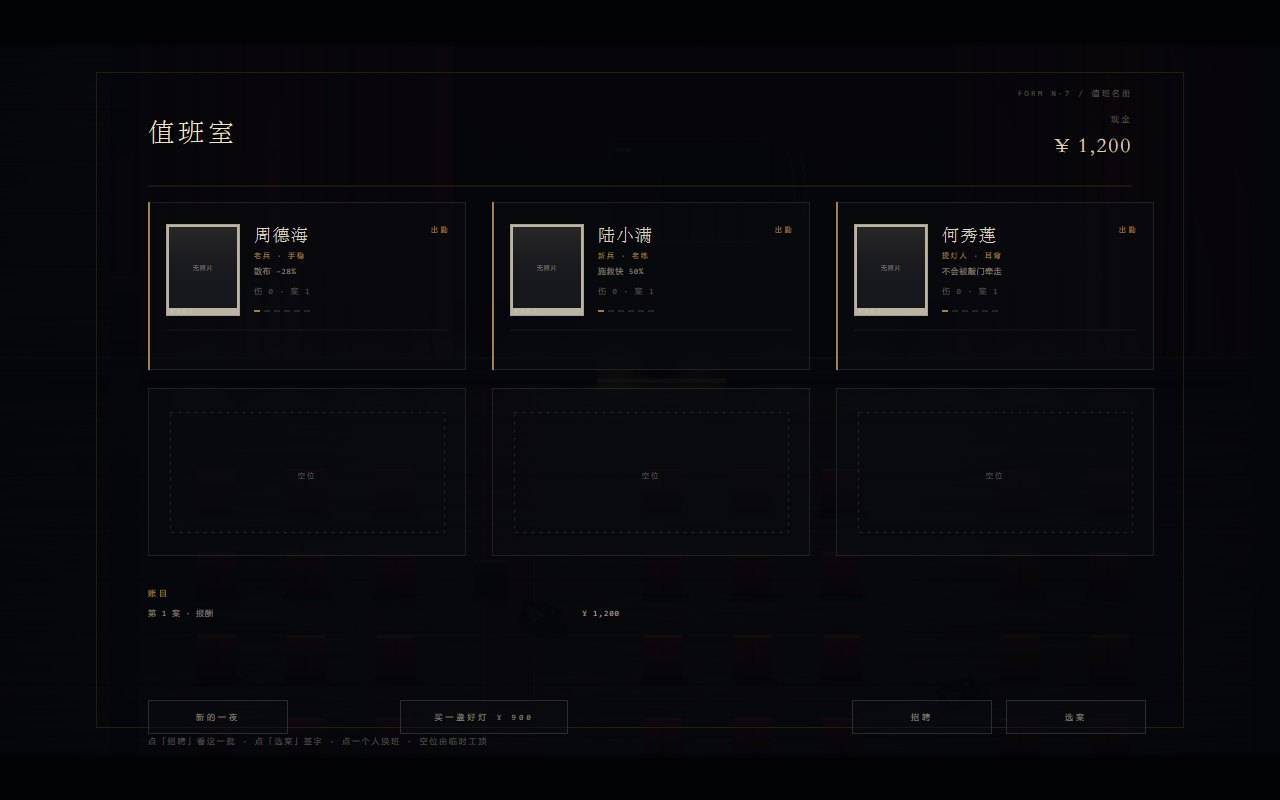 FORM N-7 / 值班名册
值班室
现金
¥ 1,200
周德海
出勤
老兵 · 手稳
散布 -28%
伤 0 · 案 1
无照片
陆小满
出勤
新兵 · 老练
施救快 50%
伤 0 · 案 1
无照片
何秀莲
出勤
提灯人 · 耳背
不会被敲门牵走
伤 0 · 案 1
无照片
空位
空位
空位
账目
第 1 案 · 报酬
¥ 1,200
新的一夜
买一盏好灯 ¥ 900
招聘
选案
点「招聘」看这一批 · 点「选案」签字 · 点一个人换班 · 空位由临时工顶